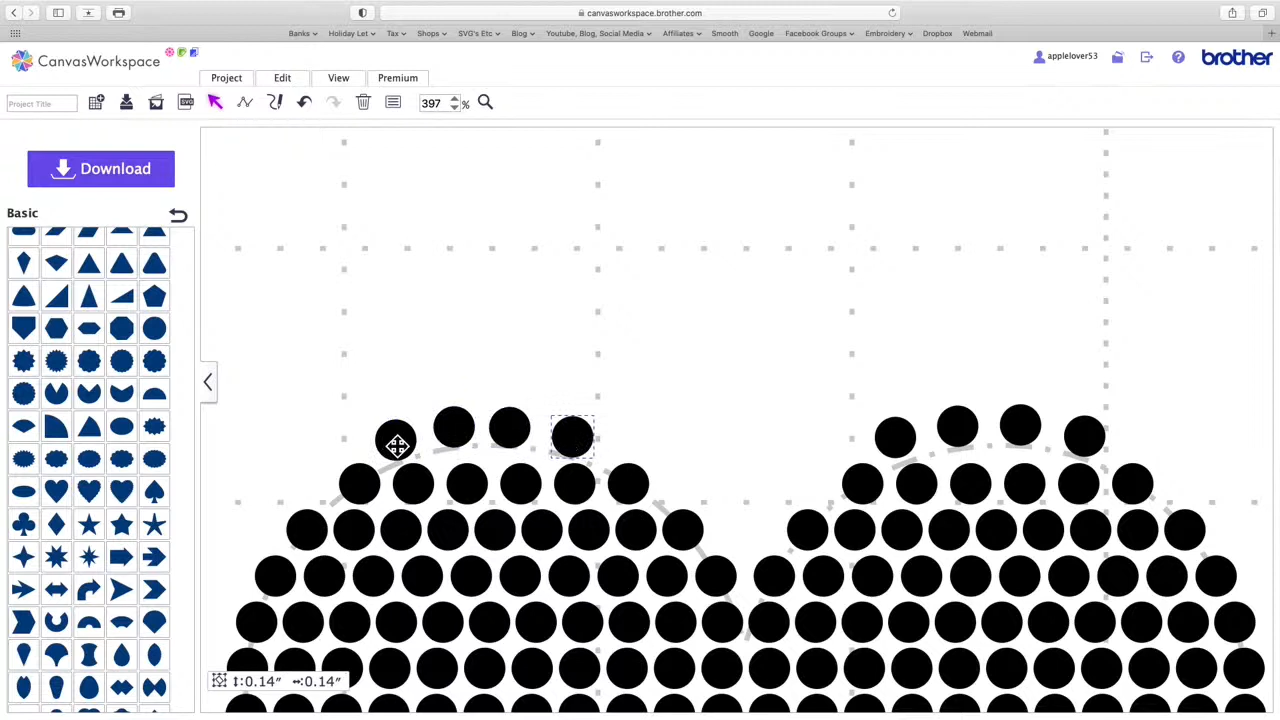 canvasworkspace.brother.com
Banks Holiday Let Tax Shops SVG's Etc Blog Youtube, Blog, Social Media Affiliates Smooth Google Facebook Groups Embroidery Dropbox Webmail
CanvasWorkspace applelover53 brother
Project Edit View Premium
Project Title SVG 397 %
Download
Basic
↕:0.14″ ↔:0.14″